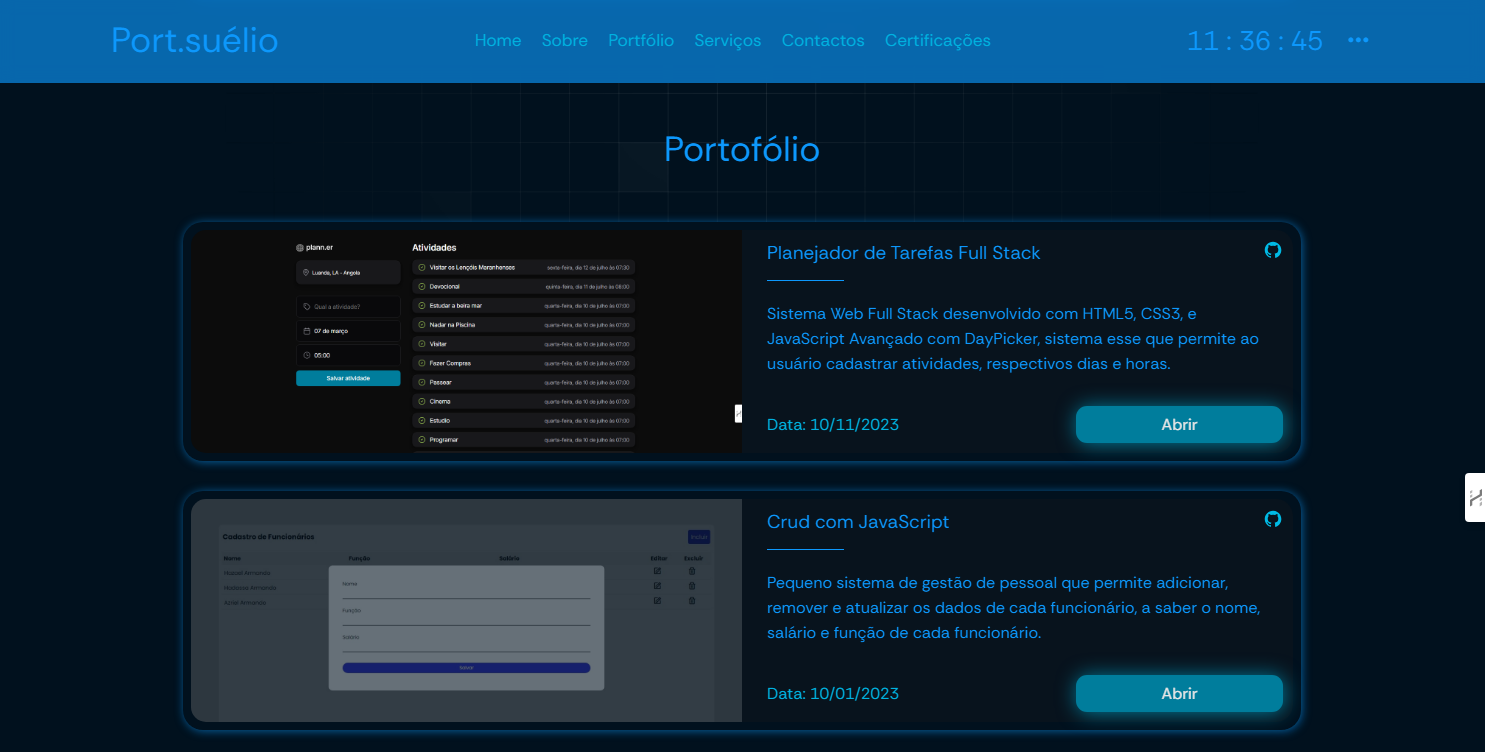 Port.suélio
Home Sobre Portfólio Serviços Contactos Certificações
11 : 36 : 45
Portofólio
plann.er
Luanda, LA - Angola
Qual a atividade?
07 de março
05:00
Salvar atividade
Atividades
Visitar os Lençóis Maranhenses sexta-feira, dia 12 de julho às 07:30
Devocional quinta-feira, dia 11 de julho às 08:00
Estudar a beira mar quarta-feira, dia 10 de julho às 07:00
Nadar na Piscina quarta-feira, dia 10 de julho às 07:00
Visitar quarta-feira, dia 10 de julho às 07:00
Fazer Compras quarta-feira, dia 10 de julho às 07:00
Passear quarta-feira, dia 10 de julho às 07:00
Cinema quarta-feira, dia 10 de julho às 07:00
Estudio quarta-feira, dia 10 de julho às 07:00
Programar quarta-feira, dia 10 de julho às 07:00
Planejador de Tarefas Full Stack
Sistema Web Full Stack desenvolvido com HTML5, CSS3, e
JavaScript Avançado com DayPicker, sistema esse que permite ao
usuário cadastrar atividades, respectivos dias e horas.
Data: 10/11/2023
Abrir
Cadastro de Funsionários
Nome Função Salário Editar Excluir
Nome
Função
Salário
Crud com JavaScript
Pequeno sistema de gestão de pessoal que permite adicionar,
remover e atualizar os dados de cada funcionário, a saber o nome,
salário e função de cada funcionário.
Data: 10/01/2023
Abrir